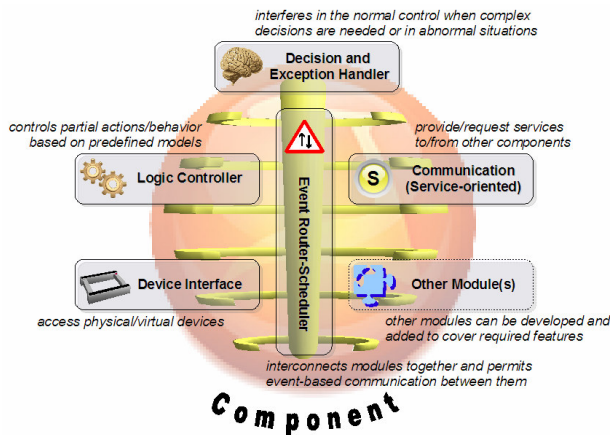 interferes in the normal control when complex
decisions are needed or in abnormal situations
Decision and
Exception Handler
controls partial actions/behavior
based on predefined models
Logic Controller
provide/request services
to/from other components
S
Communication
(Service-oriented)
Event Router-Scheduler
Device Interface
access physical/virtual devices
Other Module(s)
other modules can be developed and
added to cover required features
interconnects modules together and permits
event-based communication between them
Component